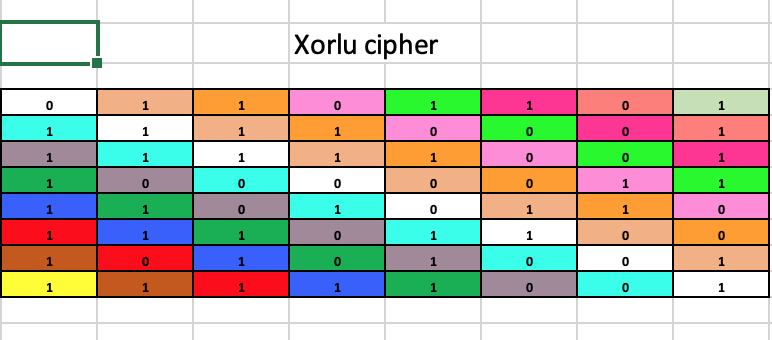 Xorlu cipher
0 1 1 0 1 1 0 1
1 1 1 1 0 0 0 1
1 1 1 1 1 0 0 1
1 0 0 0 0 0 1 1
1 1 0 1 0 1 1 0
1 1 1 0 1 1 0 0
1 0 1 0 1 0 0 1
1 1 1 1 1 0 0 1